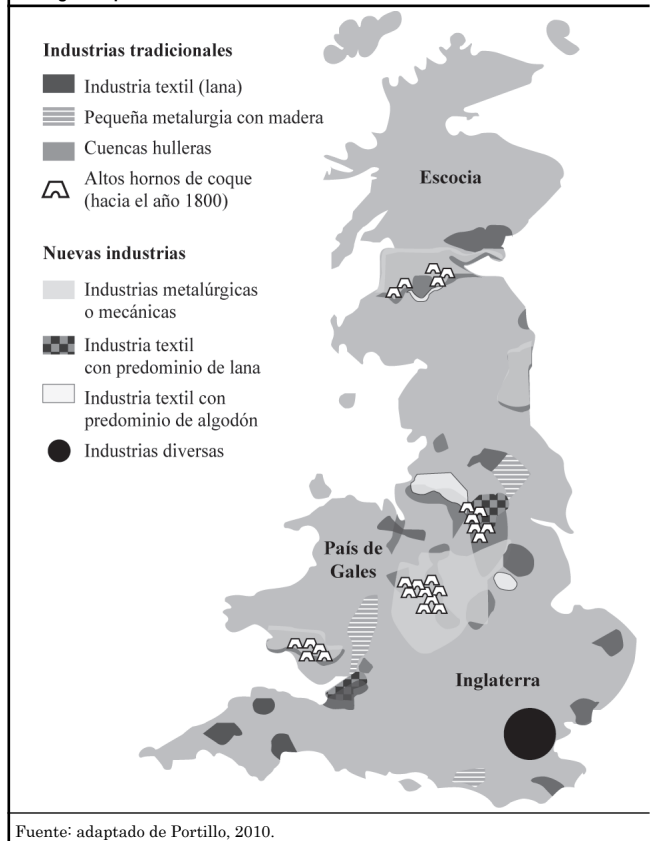 Industrias tradicionales
Industria textil (lana)
Pequeña metalurgia con madera
Cuencas hulleras
Altos hornos de coque
(hacia el año 1800)
Nuevas industrias
Industrias metalúrgicas
o mecánicas
Industria textil
con predominio de lana
Industria textil con
predominio de algodón
Industrias diversas
Escocia
País de
Gales
Inglaterra
Fuente: adaptado de Portillo, 2010.